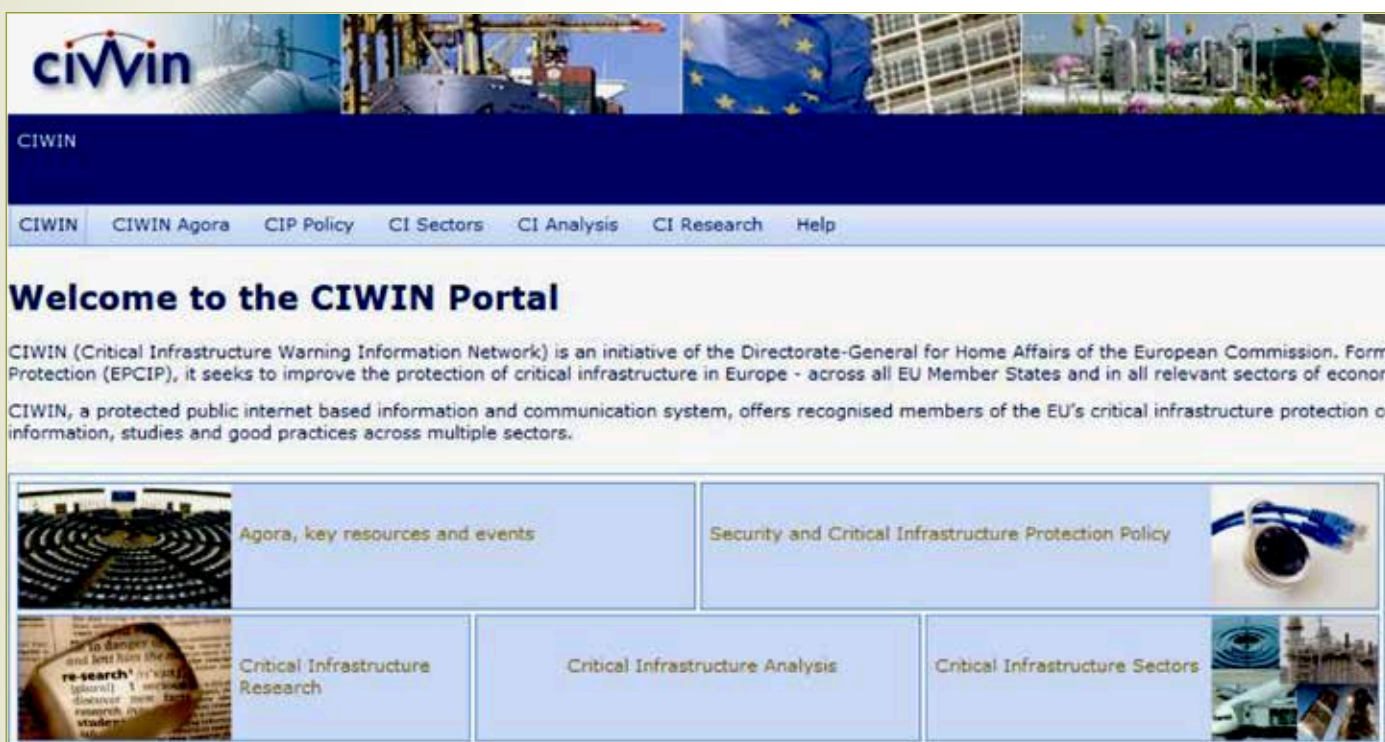 ciwin
CIWIN
CIWIN CIWIN Agora CIP Policy CI Sectors CI Analysis CI Research Help
Welcome to the CIWIN Portal
CIWIN (Critical Infrastructure Warning Information Network) is an initiative of the Directorate-General for Home Affairs of the European Commission. Form
Protection (EPCIP), it seeks to improve the protection of critical infrastructure in Europe - across all EU Member States and in all relevant sectors of econor
CIWIN, a protected public internet based information and communication system, offers recognised members of the EU's critical infrastructure protection c
information, studies and good practices across multiple sectors.
Agora, key resources and events
Security and Critical Infrastructure Protection Policy
re·search
Critical Infrastructure
Research
Critical Infrastructure Analysis
Critical Infrastructure Sectors